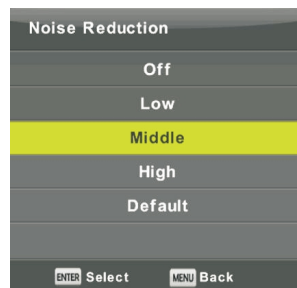 Noise Reduction
Off
Low
Middle
High
Default
ENTER Select MENU Back